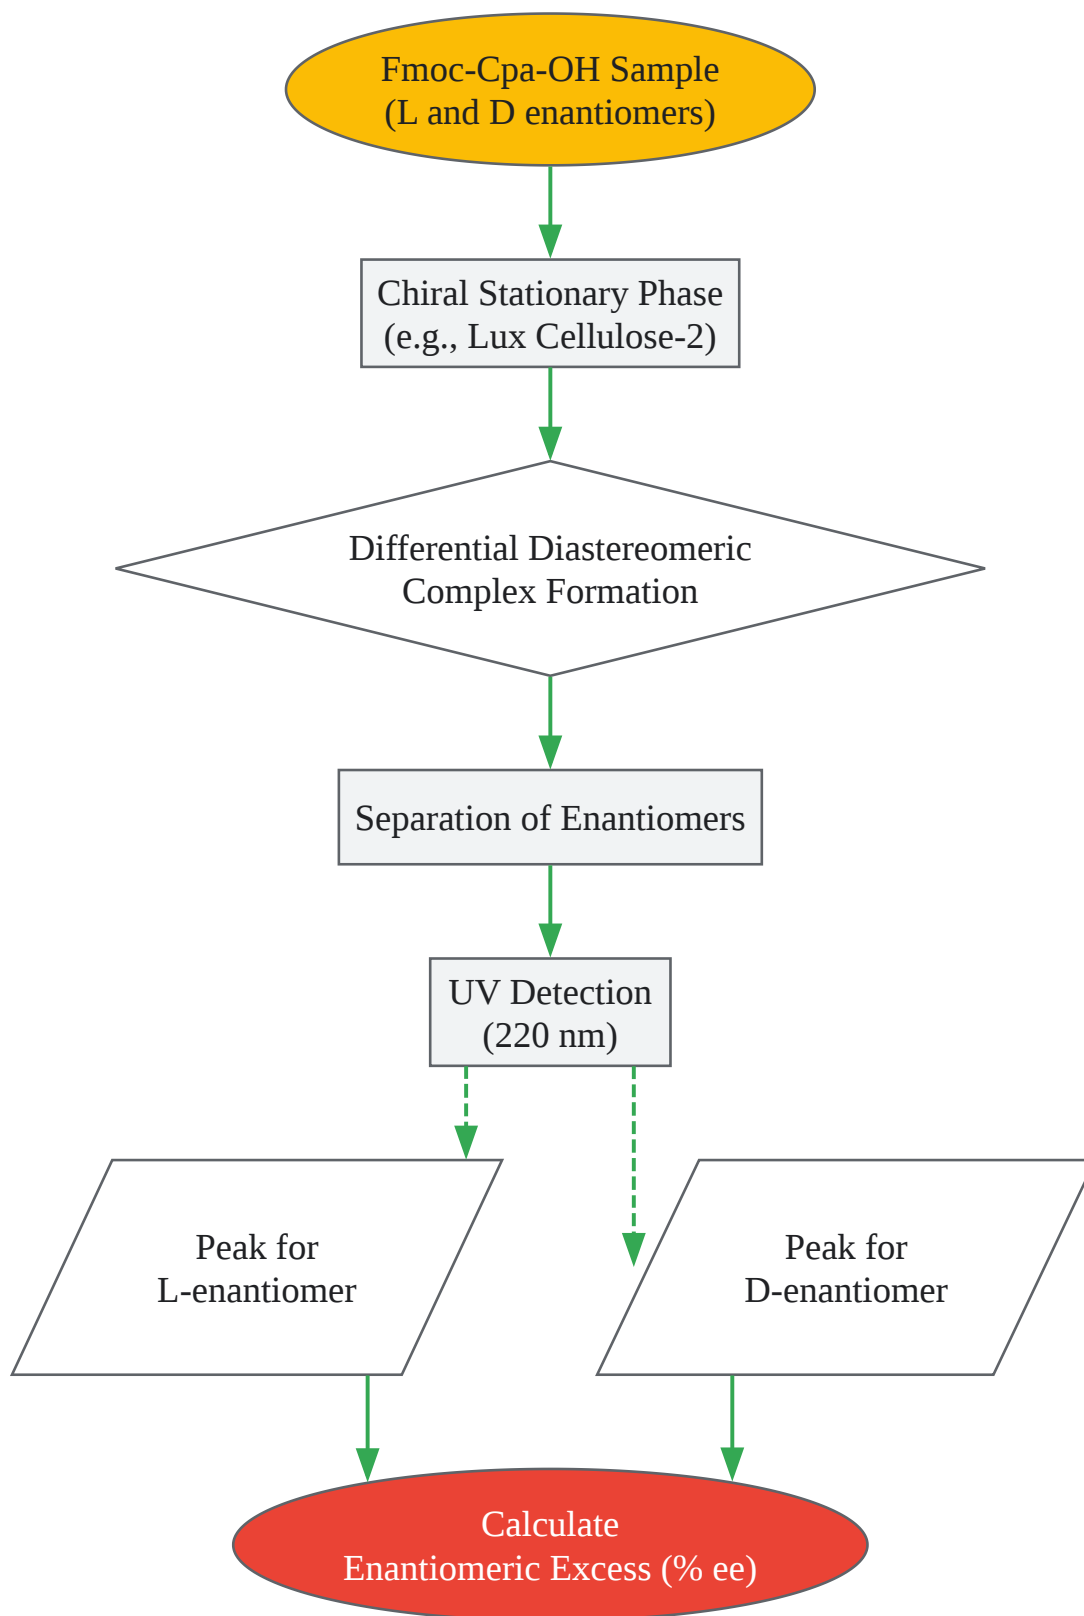 Fmoc-Cpa-OH Sample
(L and D enantiomers)
Chiral Stationary Phase
(e.g., Lux Cellulose-2)
Differential Diastereomeric
Complex Formation
Separation of Enantiomers
UV Detection
(220 nm)
Peak for
L-enantiomer
Peak for
D-enantiomer
Calculate
Enantiomeric Excess (% ee)